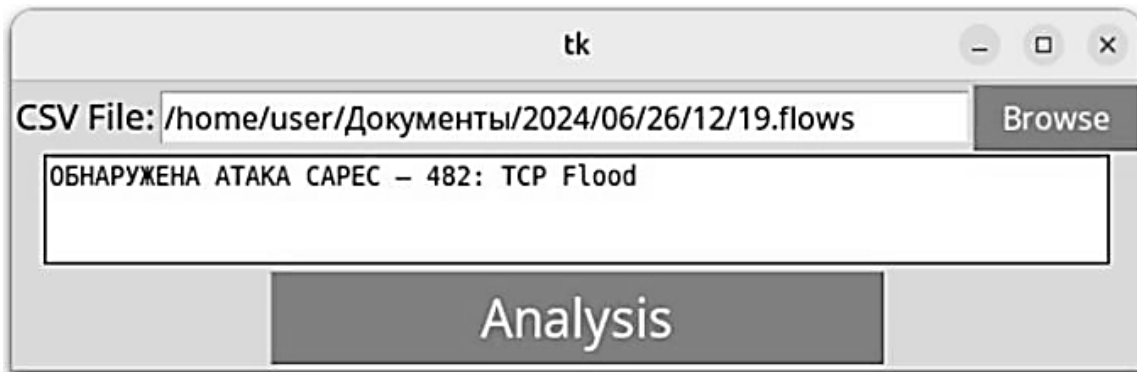 tk
CSV File: /home/user/Документы/2024/06/26/12/19.flows Browse
ОБНАРУЖЕНА АТАКА CAPEC – 482: TCP Flood
Analysis